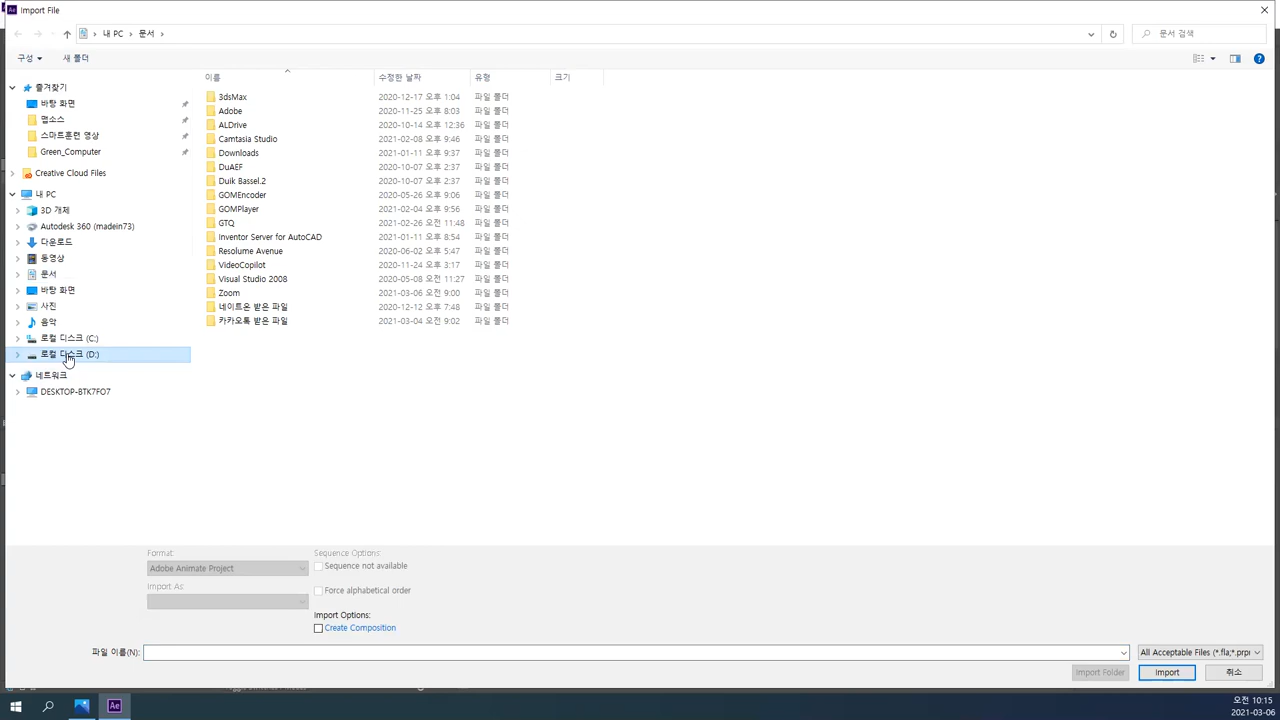 Import File
내 PC
문서
문서 검색
구성
새 폴더
이름
수정한 날짜
유형
크기
즐겨찾기
바탕 화면
맵소스
스마트훈련 영상
Green_Computer
Creative Cloud Files
내 PC
3D 개체
Autodesk 360 (madein73)
다운로드
동영상
문서
바탕 화면
사진
음악
로컬 디스크 (C:)
로컬 디스크 (D:)
네트워크
DESKTOP-BTK7FO7
3dsMax 2020-12-17 오후 1:04 파일 폴더
Adobe 2020-11-25 오후 8:03 파일 폴더
ALDrive 2020-10-14 오후 12:36 파일 폴더
Camtasia Studio 2021-02-08 오후 9:46 파일 폴더
Downloads 2021-01-11 오후 9:37 파일 폴더
DuAEF 2020-10-07 오후 2:37 파일 폴더
Duik Bassel.2 2020-10-07 오후 2:37 파일 폴더
GOMEncoder 2020-05-26 오후 9:06 파일 폴더
GOMPlayer 2021-02-04 오후 9:56 파일 폴더
GTQ 2021-02-26 오전 11:48 파일 폴더
Inventor Server for AutoCAD 2021-01-11 오후 8:54 파일 폴더
Resolume Avenue 2020-06-02 오후 5:47 파일 폴더
VideoCopilot 2020-11-24 오후 3:17 파일 폴더
Visual Studio 2008 2020-05-08 오전 11:27 파일 폴더
Zoom 2021-03-06 오전 9:00 파일 폴더
네이트온 받은 파일 2020-12-12 오후 7:48 파일 폴더
카카오톡 받은 파일 2021-03-04 오후 9:02 파일 폴더
Format:
Adobe Animate Project
Import As:
Sequence Options:
Sequence not available
Force alphabetical order
Import Options:
Create Composition
파일 이름(N):
All Acceptable Files (*.fla;*.prpr
Import Folder
Import
취소
Ae
오전 10:15
2021-03-06